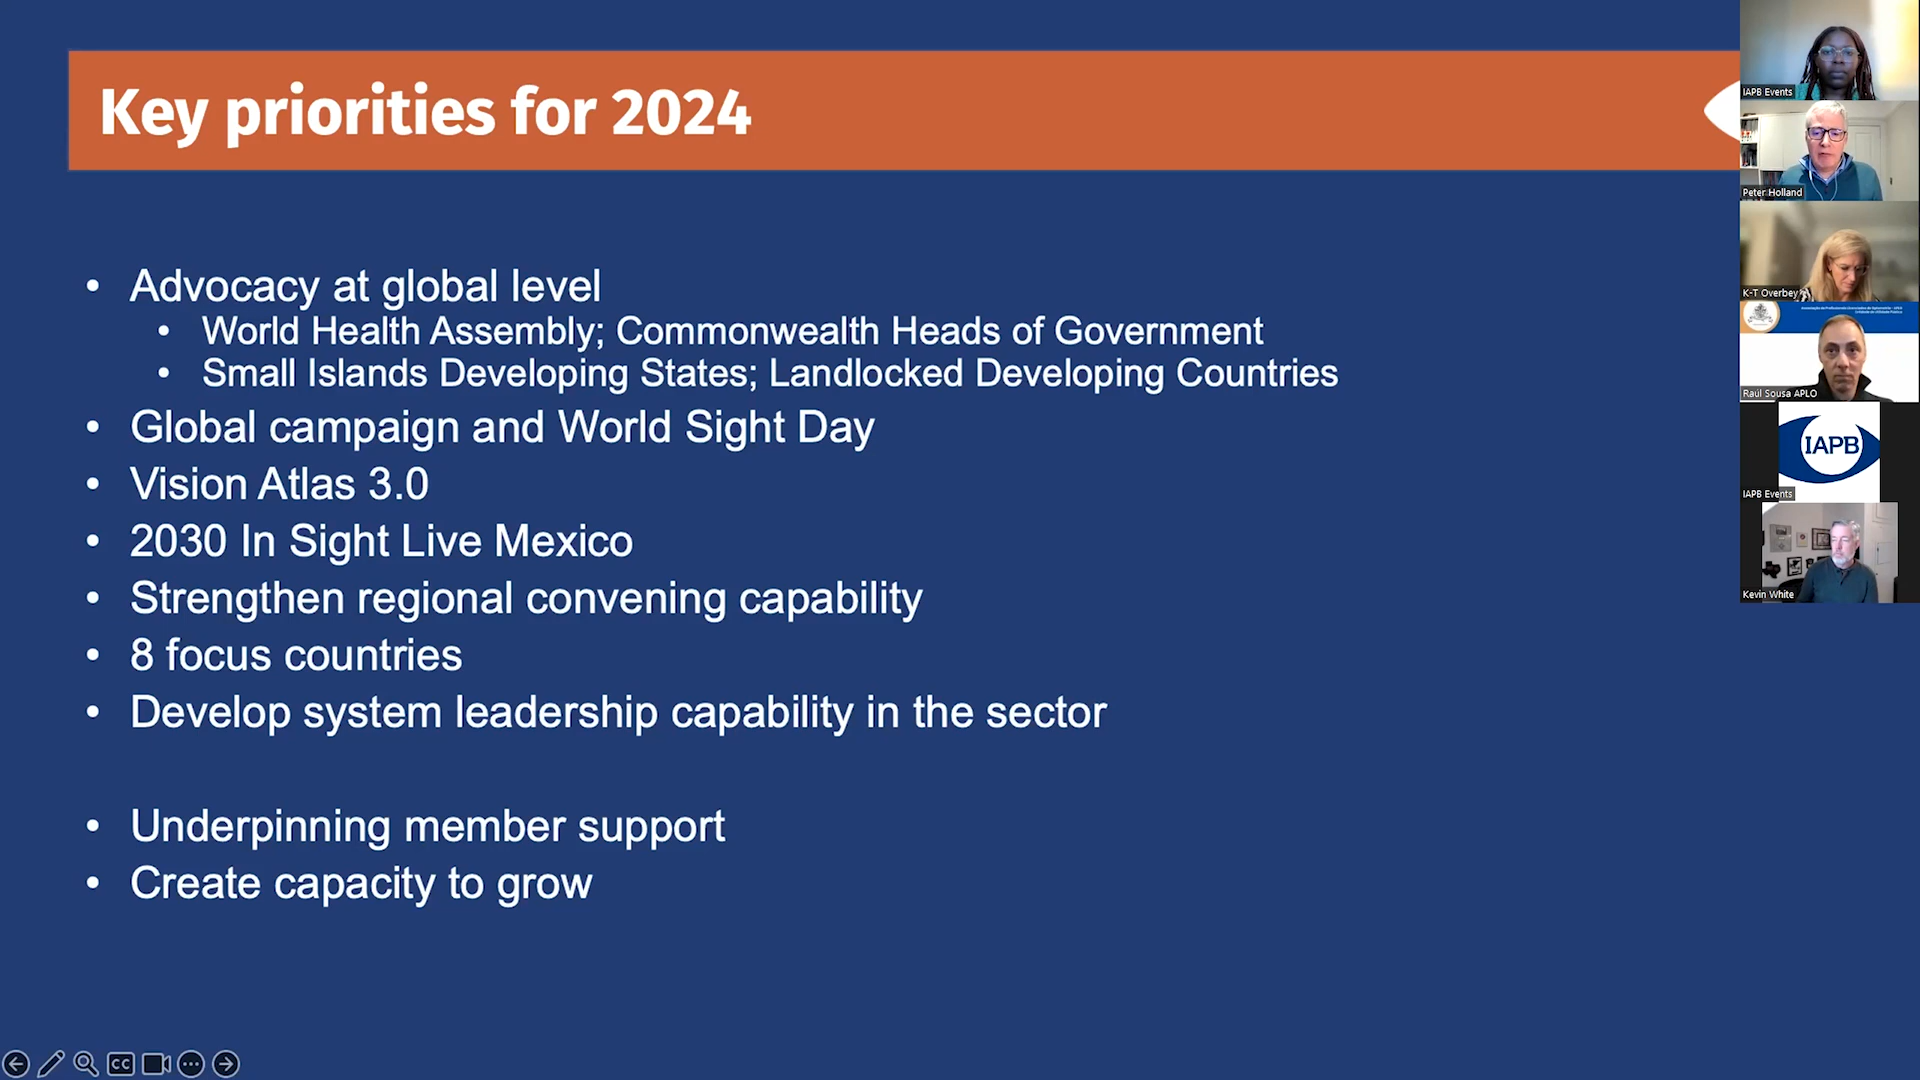 Key priorities for 2024
• Advocacy at global level
• World Health Assembly; Commonwealth Heads of Government
• Small Islands Developing States; Landlocked Developing Countries
• Global campaign and World Sight Day
• Vision Atlas 3.0
• 2030 In Sight Live Mexico
• Strengthen regional convening capability
• 8 focus countries
• Develop system leadership capability in the sector
• Underpinning member support
• Create capacity to grow
IAPB Events
Peter Holland
K-T Overbey
Raúl Sousa APLO
IAPB
IAPB Events
Kevin White
CC